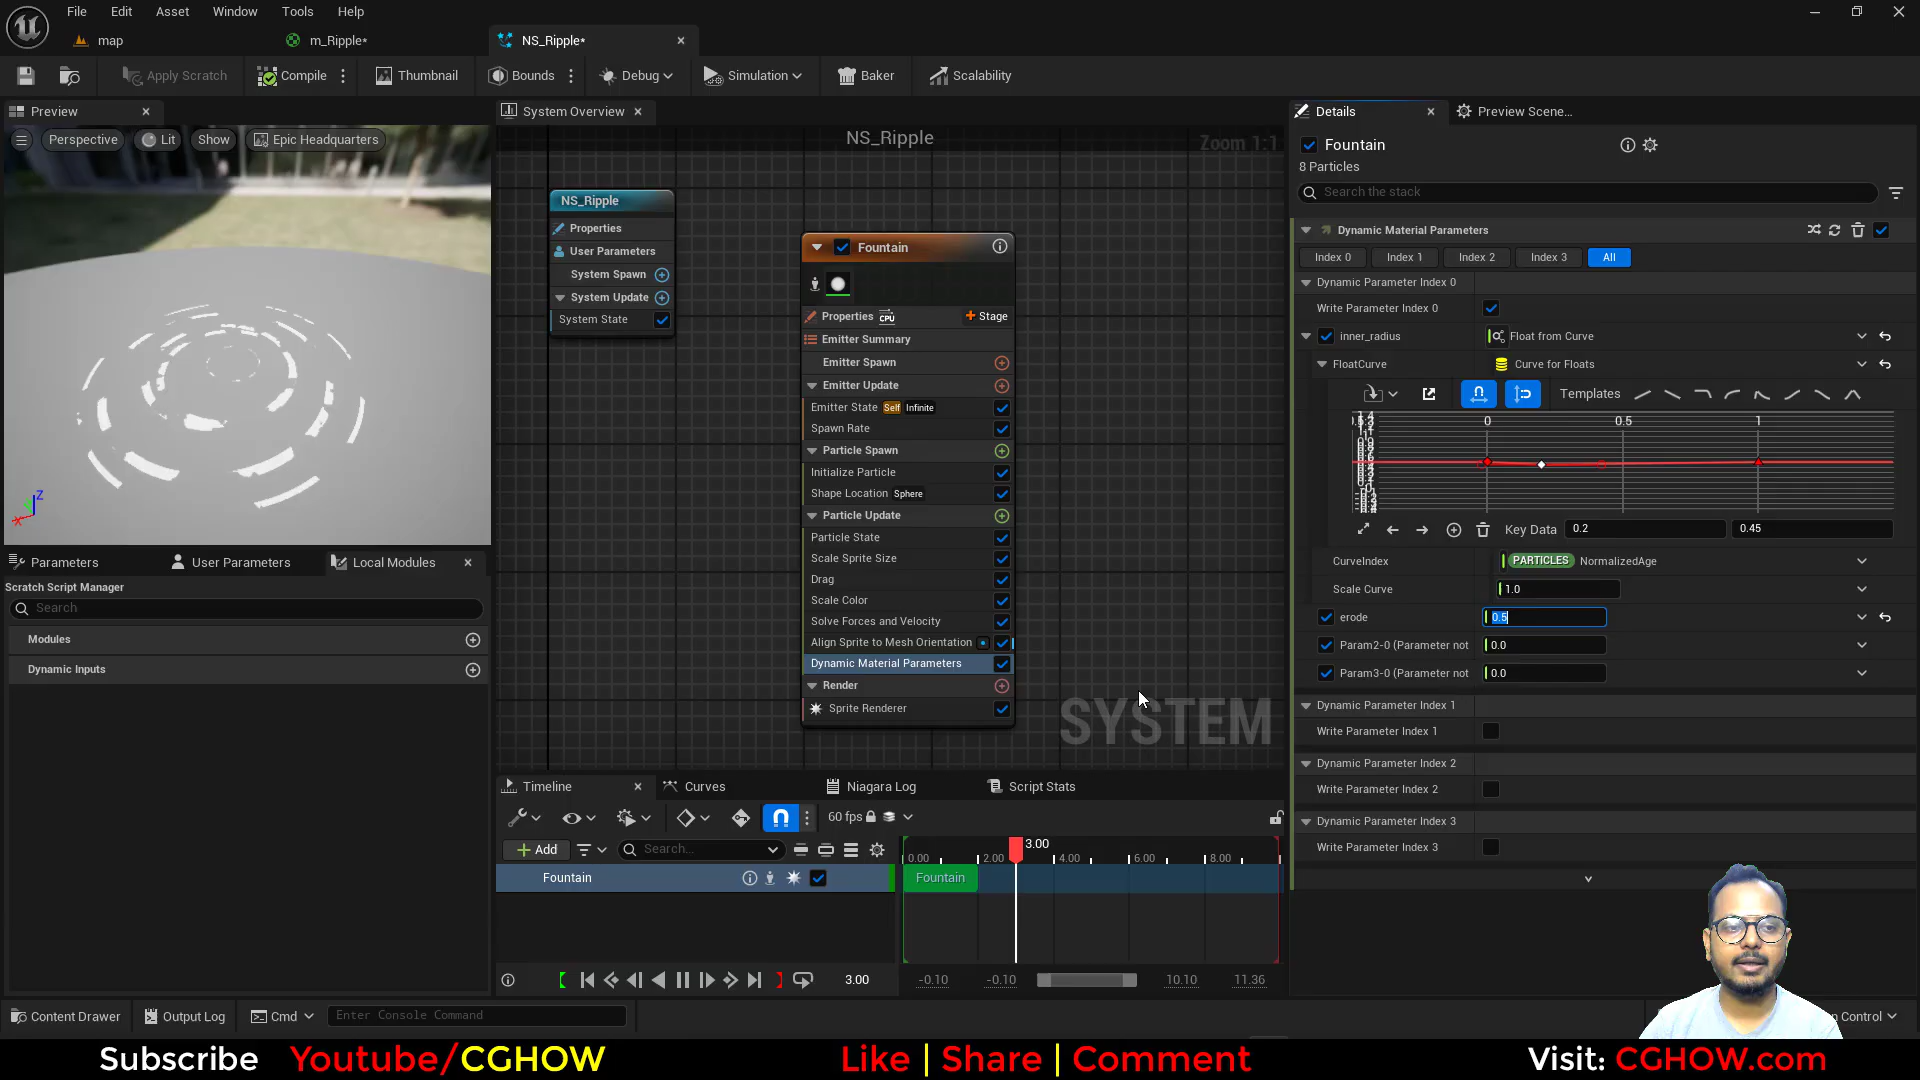 File Edit Asset Window Tools Help
map m_Ripple* NS_Ripple*
Apply Scratch Compile Thumbnail Bounds Debug Simulation Baker Scalability
Preview System Overview Details Preview Scene...
Perspective Lit Show Epic Headquarters
NS_Ripple Zoom 1:1
Fountain
8 Particles
Search the stack
NS_Ripple
Properties
User Parameters
System Spawn
System Update
System State
Fountain
Properties CPU Stage
Emitter Summary
Emitter Spawn
Emitter Update
Emitter State Self Infinite
Spawn Rate
Particle Spawn
Initialize Particle
Shape Location Sphere
Particle Update
Particle State
Scale Sprite Size
Drag
Scale Color
Solve Forces and Velocity
Align Sprite to Mesh Orientation
Dynamic Material Parameters
Render
Sprite Renderer
SYSTEM
Dynamic Material Parameters
Index 0 Index 1 Index 2 Index 3 All
Dynamic Parameter Index 0
Write Parameter Index 0
inner_radius Float from Curve
FloatCurve Curve for Floats
Templates
0 0.5 1
Key Data 0.2 0.45
CurveIndex PARTICLES NormalizedAge
Scale Curve 1.0
erode 0.5
Param2-0 (Parameter not 0.0
Param3-0 (Parameter not 0.0
Dynamic Parameter Index 1
Write Parameter Index 1
Dynamic Parameter Index 2
Write Parameter Index 2
Dynamic Parameter Index 3
Write Parameter Index 3
Z
X
Parameters User Parameters Local Modules
Scratch Script Manager
Search
Modules
Dynamic Inputs
Timeline Curves Niagara Log Script Stats
60 fps
Add Search... 3.00
0.00 2.00 4.00 6.00 8.00
Fountain Fountain
3.00 -0.10 -0.10 10.10 11.36
Content Drawer Output Log Cmd Enter Console Command Control
Subscribe Youtube/CGHOW Like | Share | Comment Visit: CGHOW.com